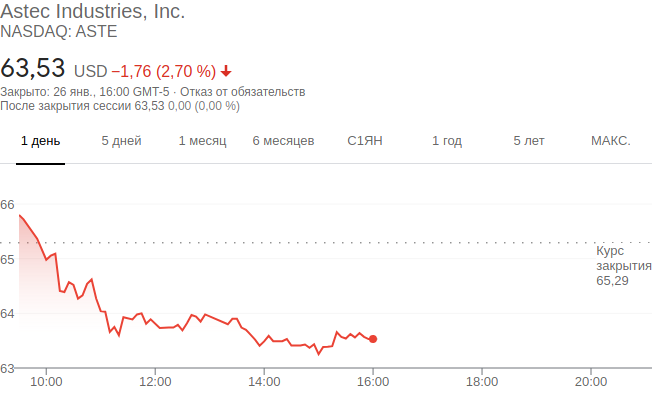 Astec Industries, Inc.
NASDAQ: ASTE
63,53 USD −1,76 (2,70 %)
Закрыто: 26 янв., 16:00 GMT-5 · Отказ от обязательств
После закрытия сессии 63,53 0,00 (0,00 %)
1 день 5 дней 1 месяц 6 месяцев С1ЯН 1 год 5 лет МАКС.
66
Курс
закрытия
65,29
65
64
63
10:00 12:00 14:00 16:00 18:00 20:00